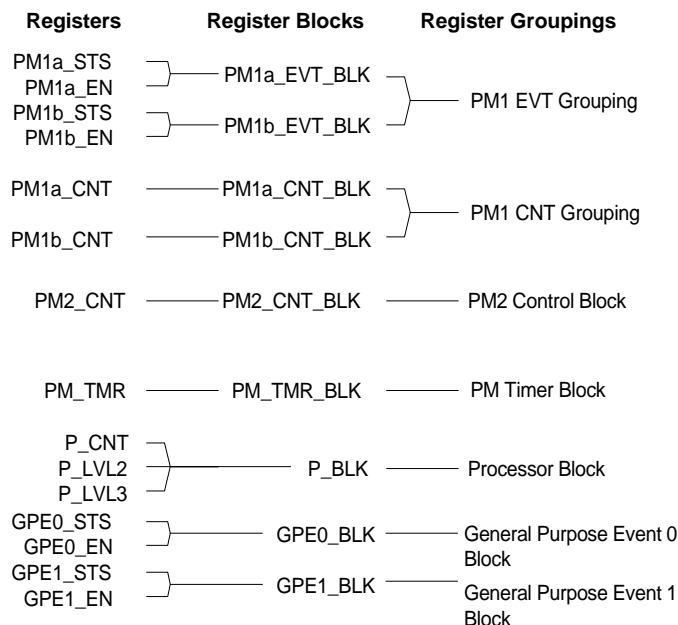 Registers Register Blocks Register Groupings
PM1a_STS
PM1a_EN
PM1a_EVT_BLK
PM1b_STS
PM1b_EN
PM1b_EVT_BLK
PM1 EVT Grouping
PM1a_CNT PM1a_CNT_BLK
PM1b_CNT PM1b_CNT_BLK
PM1 CNT Grouping
PM2_CNT PM2_CNT_BLK PM2 Control Block
PM_TMR PM_TMR_BLK PM Timer Block
P_CNT
P_LVL2
P_LVL3
P_BLK Processor Block
GPE0_STS
GPE0_EN
GPE0_BLK General Purpose Event 0
Block
GPE1_STS
GPE1_EN
GPE1_BLK General Purpose Event 1
Block